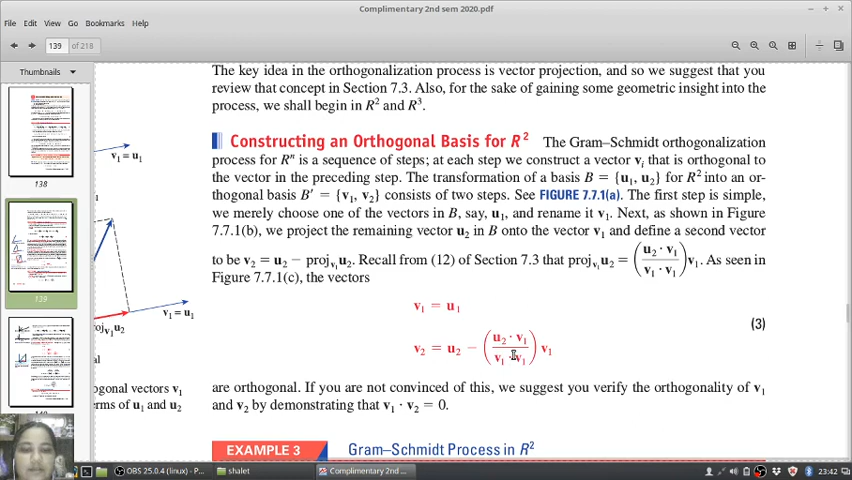 Complimentary 2nd sem 2020.pdf
File Edit View Go Bookmarks Help
139 of 218
Thumbnails
138
139
v₁ = u₁
v₁ = u₁
proj_v₁u₂
ogonal vectors v₁
rms of u₁ and u₂
The key idea in the orthogonalization process is vector projection, and so we suggest that you
review that concept in Section 7.3. Also, for the sake of gaining some geometric insight into the
process, we shall begin in R² and R³.
Constructing an Orthogonal Basis for R² The Gram–Schmidt orthogonalization
process for Rⁿ is a sequence of steps; at each step we construct a vector vᵢ that is orthogonal to
the vector in the preceding step. The transformation of a basis B = {u₁, u₂} for R² into an or-
thogonal basis B′ = {v₁, v₂} consists of two steps. See FIGURE 7.7.1(a). The first step is simple,
we merely choose one of the vectors in B, say, u₁, and rename it v₁. Next, as shown in Figure
7.7.1(b), we project the remaining vector u₂ in B onto the vector v₁ and define a second vector
to be v₂ = u₂ − proj_v₁u₂. Recall from (12) of Section 7.3 that proj_v₁u₂ = (u₂ · v₁ / v₁ · v₁)v₁. As seen in
Figure 7.7.1(c), the vectors
v₁ = u₁
v₂ = u₂ − (u₂ · v₁ / v₁ · v₁) v₁
(3)
are orthogonal. If you are not convinced of this, we suggest you verify the orthogonality of v₁
and v₂ by demonstrating that v₁ · v₂ = 0.
EXAMPLE 3 Gram–Schmidt Process in R²
OBS 25.0.4 (linux) - P...
shalet
Complimentary 2nd sem 2020...
23:42